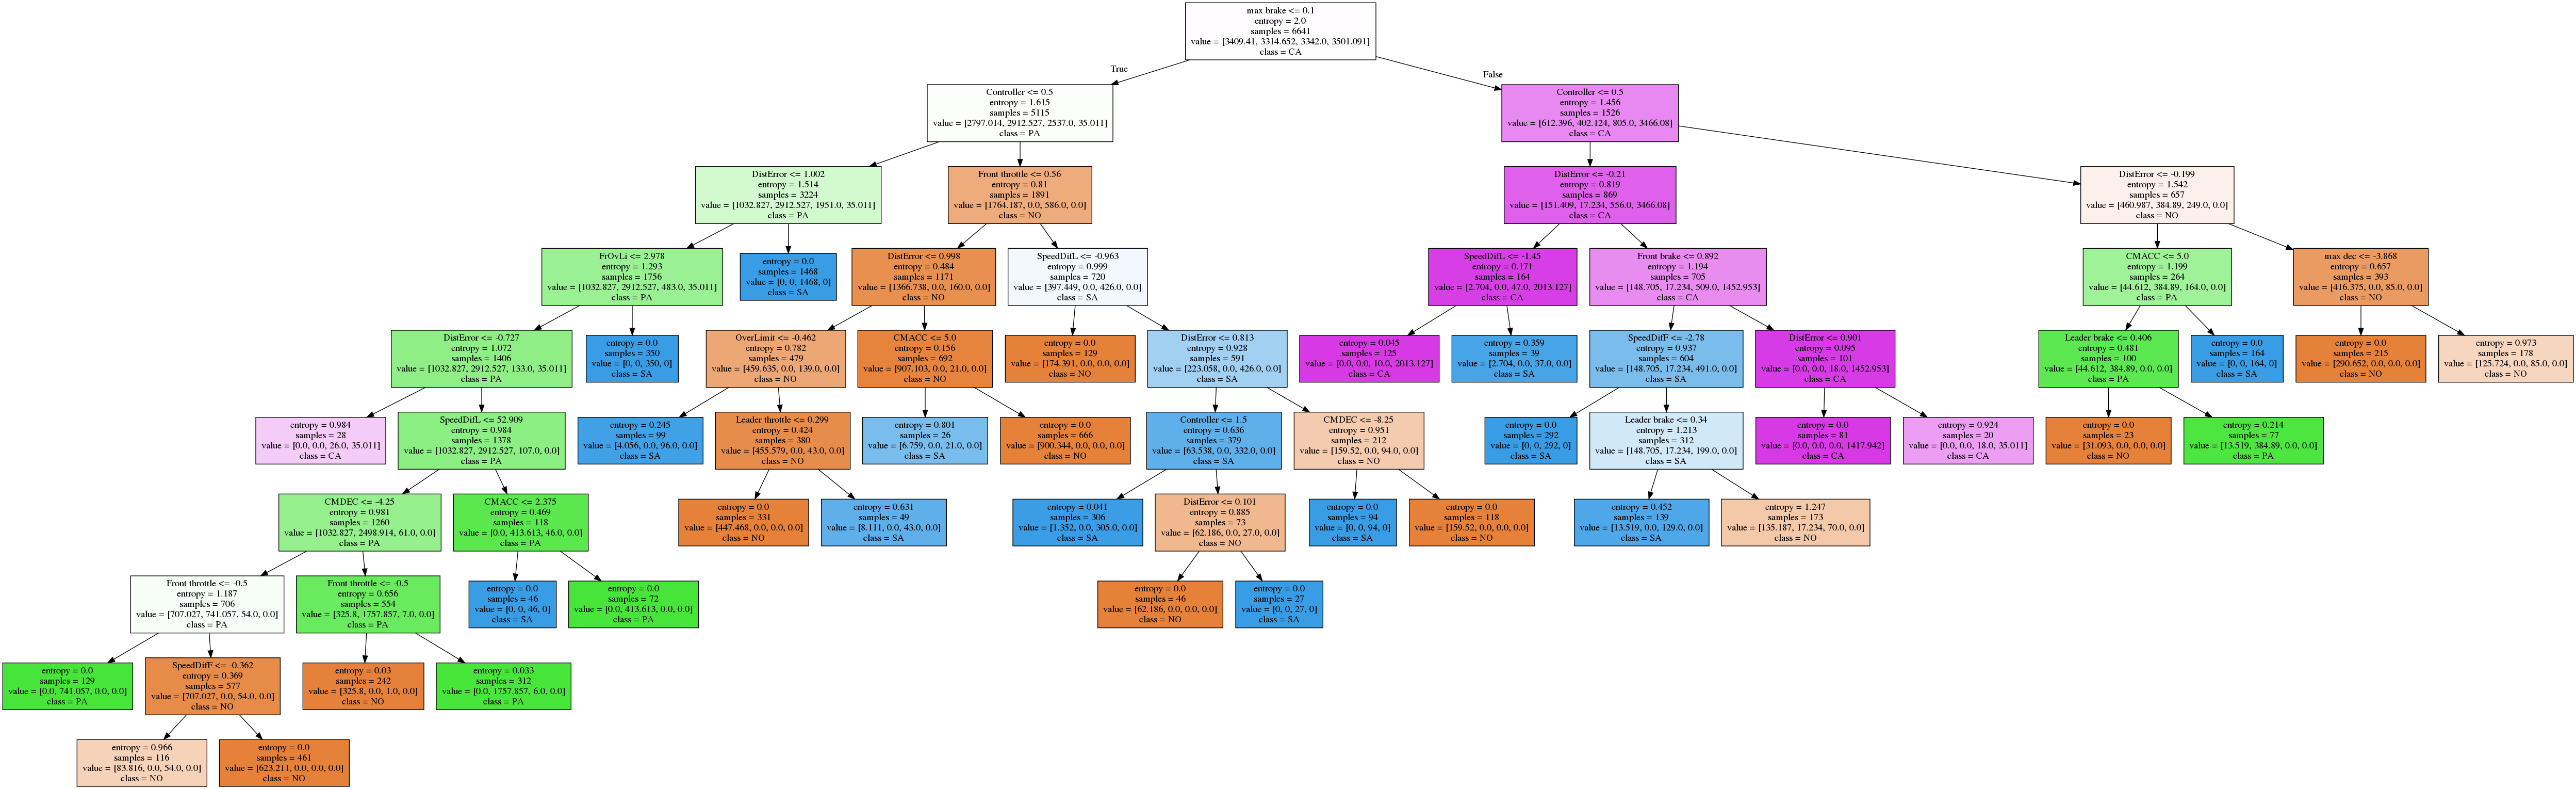 max brake <= 0.1
entropy = 2.0
samples = 6641
value = [3409.41, 3314.652, 3342.0, 3501.091]
class = CA
True
False
Controller <= 0.5
entropy = 1.615
samples = 5115
value = [2797.014, 2912.527, 2537.0, 35.011]
class = PA
Controller <= 0.5
entropy = 1.456
samples = 1526
value = [612.396, 402.124, 805.0, 3466.08]
class = CA
DistError <= 1.002
entropy = 1.514
samples = 3224
value = [1032.827, 2912.527, 1951.0, 35.011]
class = PA
Front throttle <= 0.56
entropy = 0.81
samples = 1891
value = [1764.187, 0.0, 586.0, 0.0]
class = NO
DistError <= -0.21
entropy = 0.819
samples = 869
value = [151.409, 17.234, 556.0, 3466.08]
class = CA
DistError <= -0.199
entropy = 1.542
samples = 657
value = [460.987, 384.89, 249.0, 0.0]
class = NO
FrOvLi <= 2.978
entropy = 1.293
samples = 1756
value = [1032.827, 2912.527, 483.0, 35.011]
class = PA
entropy = 0.0
samples = 1468
value = [0, 0, 1468, 0]
class = SA
DistError <= 0.998
entropy = 0.484
samples = 1171
value = [1366.738, 0.0, 160.0, 0.0]
class = NO
SpeedDifL <= -0.963
entropy = 0.999
samples = 720
value = [397.449, 0.0, 426.0, 0.0]
class = SA
SpeedDifL <= -1.45
entropy = 0.171
samples = 164
value = [2.704, 0.0, 47.0, 2013.127]
class = CA
Front brake <= 0.892
entropy = 1.194
samples = 705
value = [148.705, 17.234, 509.0, 1452.953]
class = CA
CMACC <= 5.0
entropy = 1.199
samples = 264
value = [44.612, 384.89, 164.0, 0.0]
class = PA
max dec <= -3.868
entropy = 0.657
samples = 393
value = [416.375, 0.0, 85.0, 0.0]
class = NO
DistError <= -0.727
entropy = 1.072
samples = 1406
value = [1032.827, 2912.527, 133.0, 35.011]
class = PA
entropy = 0.0
samples = 350
value = [0, 0, 350, 0]
class = SA
OverLimit <= -0.462
entropy = 0.782
samples = 479
value = [459.635, 0.0, 139.0, 0.0]
class = NO
CMACC <= 5.0
entropy = 0.156
samples = 692
value = [907.103, 0.0, 21.0, 0.0]
class = NO
entropy = 0.0
samples = 129
value = [174.391, 0.0, 0.0, 0.0]
class = NO
DistError <= 0.813
entropy = 0.928
samples = 591
value = [223.058, 0.0, 426.0, 0.0]
class = SA
entropy = 0.045
samples = 125
value = [0.0, 0.0, 10.0, 2013.127]
class = CA
entropy = 0.359
samples = 39
value = [2.704, 0.0, 37.0, 0.0]
class = SA
SpeedDifF <= -2.78
entropy = 0.937
samples = 604
value = [148.705, 17.234, 491.0, 0.0]
class = SA
DistError <= 0.901
entropy = 0.095
samples = 101
value = [0.0, 0.0, 18.0, 1452.953]
class = CA
Leader brake <= 0.406
entropy = 0.481
samples = 100
value = [44.612, 384.89, 0.0, 0.0]
class = PA
entropy = 0.0
samples = 164
value = [0, 0, 164, 0]
class = SA
entropy = 0.0
samples = 215
value = [290.652, 0.0, 0.0, 0.0]
class = NO
entropy = 0.973
samples = 178
value = [125.724, 0.0, 85.0, 0.0]
class = NO
entropy = 0.984
samples = 28
value = [0.0, 0.0, 26.0, 35.011]
class = CA
SpeedDifL <= 52.909
entropy = 0.984
samples = 1378
value = [1032.827, 2912.527, 107.0, 0.0]
class = PA
entropy = 0.245
samples = 99
value = [4.056, 0.0, 96.0, 0.0]
class = SA
Leader throttle <= 0.299
entropy = 0.424
samples = 380
value = [455.579, 0.0, 43.0, 0.0]
class = NO
entropy = 0.801
samples = 26
value = [6.759, 0.0, 21.0, 0.0]
class = SA
entropy = 0.0
samples = 666
value = [900.344, 0.0, 0.0, 0.0]
class = NO
Controller <= 1.5
entropy = 0.636
samples = 379
value = [63.538, 0.0, 332.0, 0.0]
class = SA
CMDEC <= -8.25
entropy = 0.951
samples = 212
value = [159.52, 0.0, 94.0, 0.0]
class = NO
entropy = 0.0
samples = 292
value = [0, 0, 292, 0]
class = SA
Leader brake <= 0.34
entropy = 1.213
samples = 312
value = [148.705, 17.234, 199.0, 0.0]
class = SA
entropy = 0.0
samples = 81
value = [0.0, 0.0, 0.0, 1417.942]
class = CA
entropy = 0.924
samples = 20
value = [0.0, 0.0, 18.0, 35.011]
class = CA
entropy = 0.0
samples = 23
value = [31.093, 0.0, 0.0, 0.0]
class = NO
entropy = 0.214
samples = 77
value = [13.519, 384.89, 0.0, 0.0]
class = PA
CMDEC <= -4.25
entropy = 0.981
samples = 1260
value = [1032.827, 2498.914, 61.0, 0.0]
class = PA
CMACC <= 2.375
entropy = 0.469
samples = 118
value = [0.0, 413.613, 46.0, 0.0]
class = PA
entropy = 0.0
samples = 331
value = [447.468, 0.0, 0.0, 0.0]
class = NO
entropy = 0.631
samples = 49
value = [8.111, 0.0, 43.0, 0.0]
class = SA
entropy = 0.041
samples = 306
value = [1.352, 0.0, 305.0, 0.0]
class = SA
DistError <= 0.101
entropy = 0.885
samples = 73
value = [62.186, 0.0, 27.0, 0.0]
class = NO
entropy = 0.0
samples = 94
value = [0, 0, 94, 0]
class = SA
entropy = 0.0
samples = 118
value = [159.52, 0.0, 0.0, 0.0]
class = NO
entropy = 0.452
samples = 139
value = [13.519, 0.0, 129.0, 0.0]
class = SA
entropy = 1.247
samples = 173
value = [135.187, 17.234, 70.0, 0.0]
class = NO
Front throttle <= -0.5
entropy = 1.187
samples = 706
value = [707.027, 741.057, 54.0, 0.0]
class = PA
Front throttle <= -0.5
entropy = 0.656
samples = 554
value = [325.8, 1757.857, 7.0, 0.0]
class = PA
entropy = 0.0
samples = 46
value = [0, 0, 46, 0]
class = SA
entropy = 0.0
samples = 72
value = [0.0, 413.613, 0.0, 0.0]
class = PA
entropy = 0.0
samples = 46
value = [62.186, 0.0, 0.0, 0.0]
class = NO
entropy = 0.0
samples = 27
value = [0, 0, 27, 0]
class = SA
entropy = 0.0
samples = 129
value = [0.0, 741.057, 0.0, 0.0]
class = PA
SpeedDifF <= -0.362
entropy = 0.369
samples = 577
value = [707.027, 0.0, 54.0, 0.0]
class = NO
entropy = 0.03
samples = 242
value = [325.8, 0.0, 1.0, 0.0]
class = NO
entropy = 0.033
samples = 312
value = [0.0, 1757.857, 6.0, 0.0]
class = PA
entropy = 0.966
samples = 116
value = [83.816, 0.0, 54.0, 0.0]
class = NO
entropy = 0.0
samples = 461
value = [623.211, 0.0, 0.0, 0.0]
class = NO